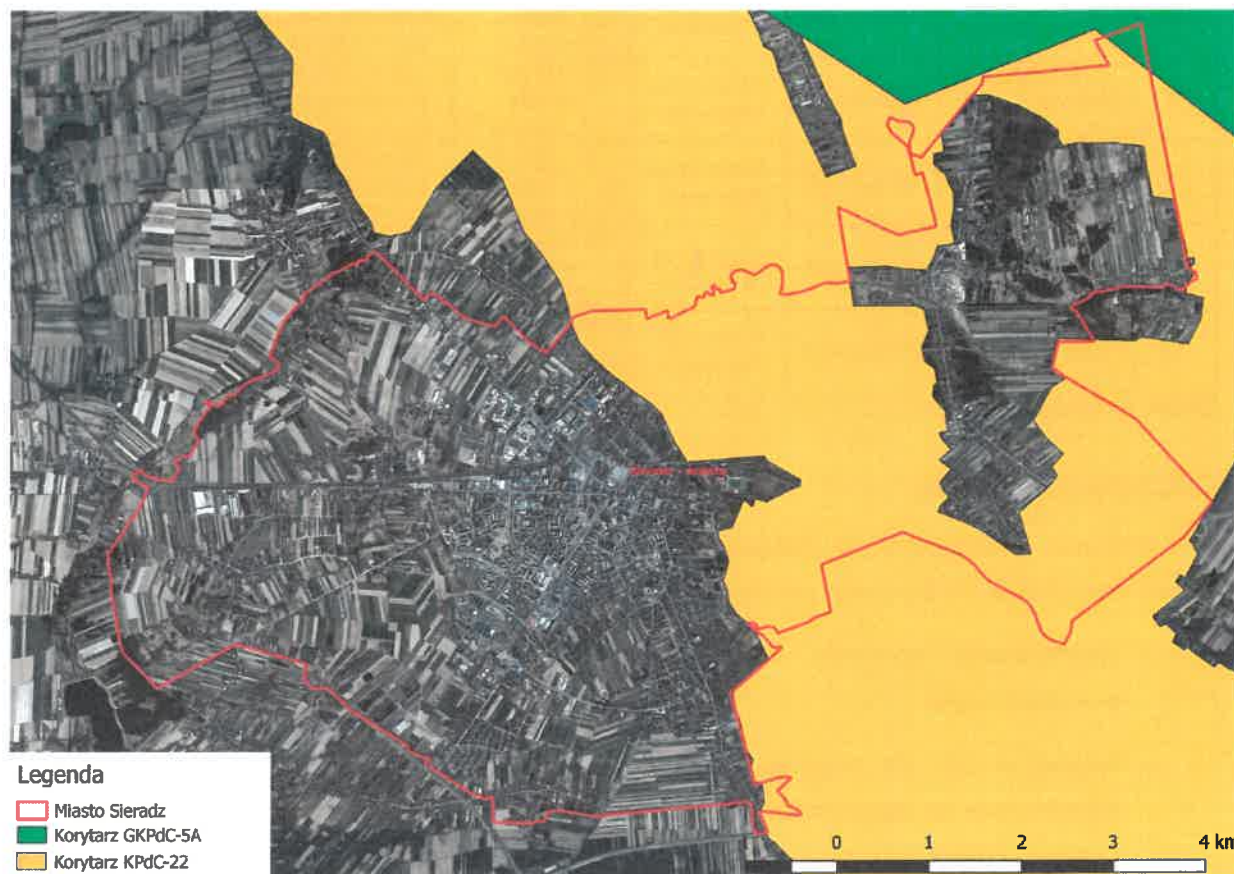 Legenda
Miasto Sieradz
Korytarz GKPdC-5A
Korytarz KPdC-22
0 1 2 3 4 km